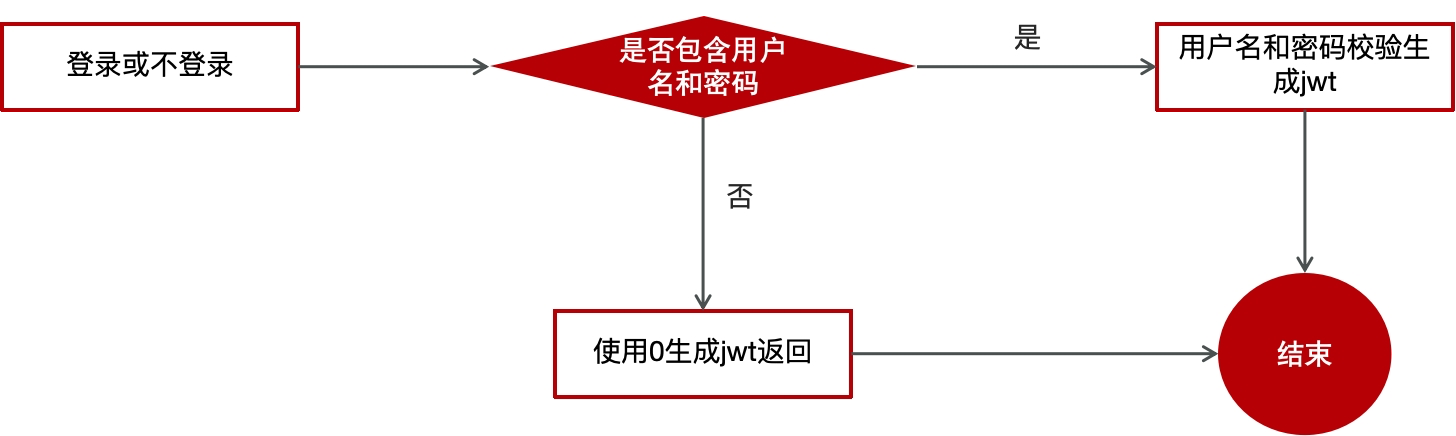 登录或不登录
是否包含用户
名和密码
是
用户名和密码校验生
成jwt
否
使用0生成jwt返回
结束